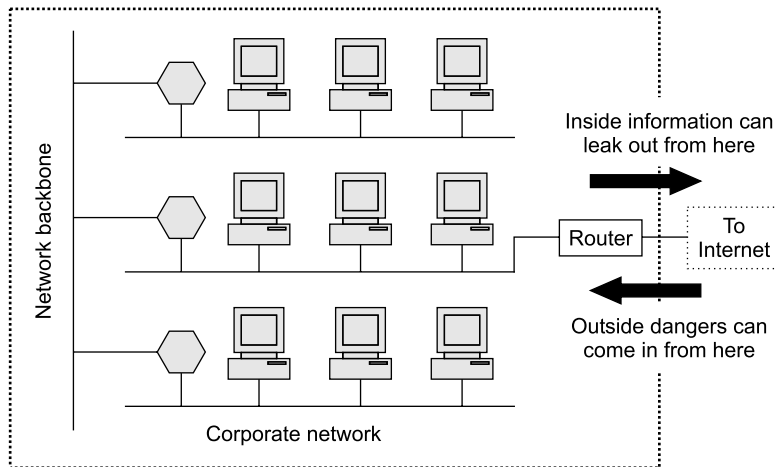 Network backbone
Inside information can
leak out from here
Router
To
Internet
Outside dangers can
come in from here
Corporate network